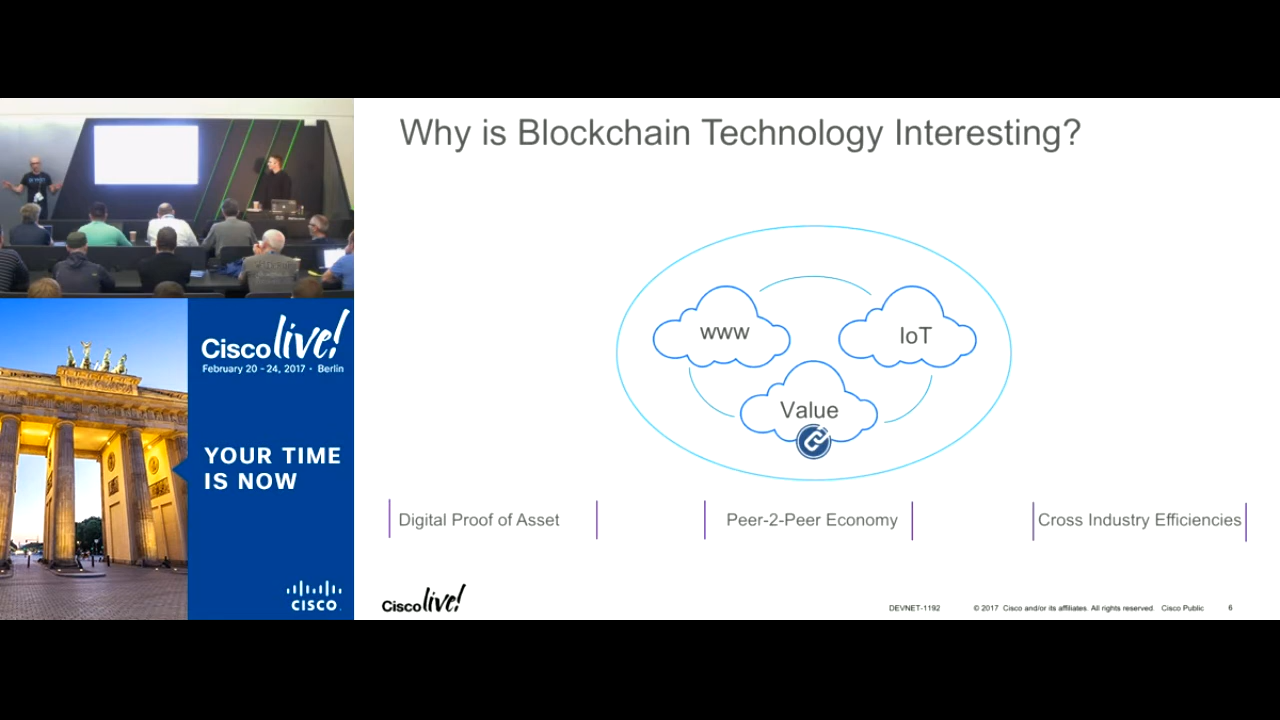 Why is Blockchain Technology Interesting?
www
IoT
Value
Digital Proof of Asset
Peer-2-Peer Economy
Cross Industry Efficiencies
Cisco live!
February 20 - 24, 2017 • Berlin
YOUR TIME
IS NOW
CISCO
Cisco live!
DEVNET-1192
© 2017 Cisco and/or its affiliates. All rights reserved. Cisco Public
6